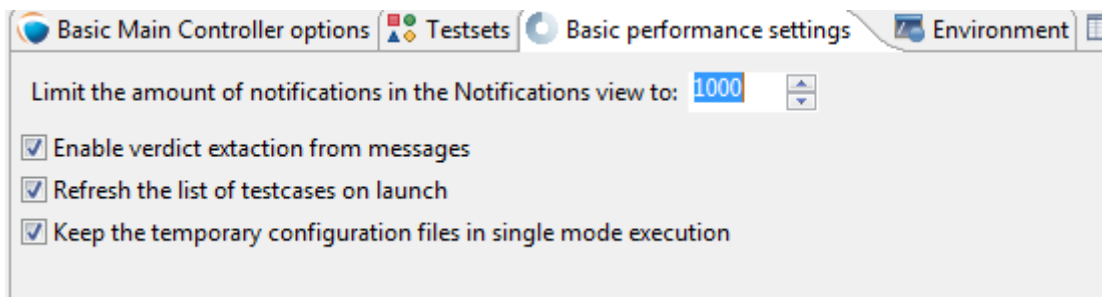 Basic Main Controller options Testsets Basic performance settings Environment
Limit the amount of notifications in the Notifications view to: 1000
Enable verdict extaction from messages
Refresh the list of testcases on launch
Keep the temporary configuration files in single mode execution